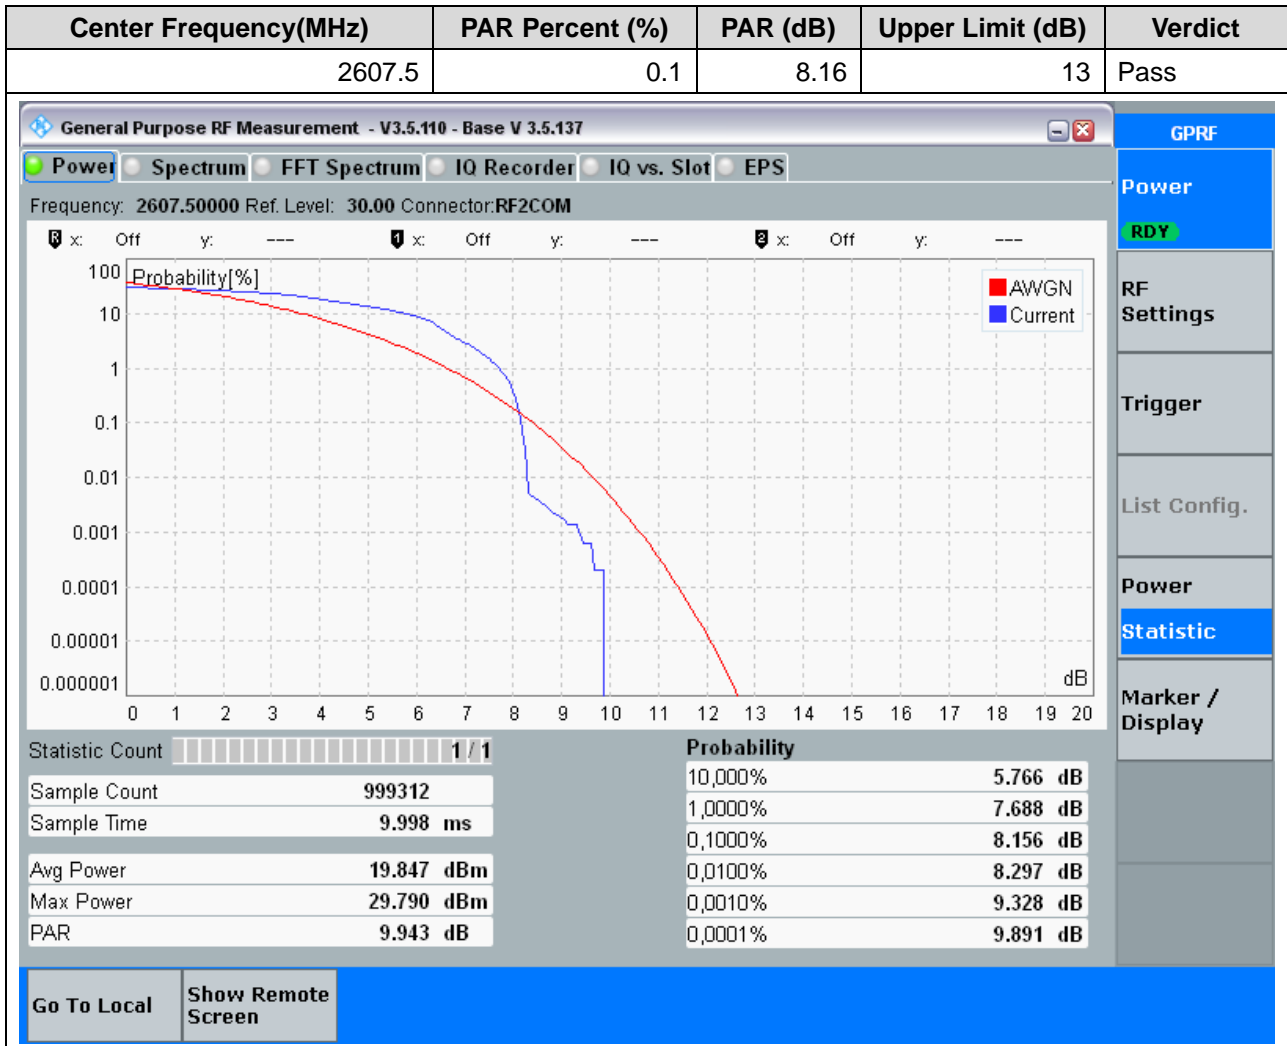 Center Frequency(MHz) PAR Percent (%) PAR (dB) Upper Limit (dB) Verdict
2607.5 0.1 8.16 13 Pass
General Purpose RF Measurement - V3.5.110 - Base V 3.5.137
GPRF
Power Spectrum FFT Spectrum IQ Recorder IQ vs. Slot EPS
Power
RDY
Frequency: 2607.50000 Ref. Level: 30.00 Connector:RF2COM
R x: Off y: --- 1 x: Off y: --- 2 x: Off y: ---
Probability[%]
AWGN
Current
100
10
1
0.1
0.01
0.001
0.0001
0.00001
0.000001
dB
0 1 2 3 4 5 6 7 8 9 10 11 12 13 14 15 16 17 18 19 20
RF
Settings
Trigger
List Config.
Power
Statistic
Marker /
Display
Statistic Count 1 / 1
Sample Count 999312
Sample Time 9.998 ms
Avg Power 19.847 dBm
Max Power 29.790 dBm
PAR 9.943 dB
Probability
10,000% 5.766 dB
1,0000% 7.688 dB
0,1000% 8.156 dB
0,0100% 8.297 dB
0,0010% 9.328 dB
0,0001% 9.891 dB
Go To Local
Show Remote
Screen